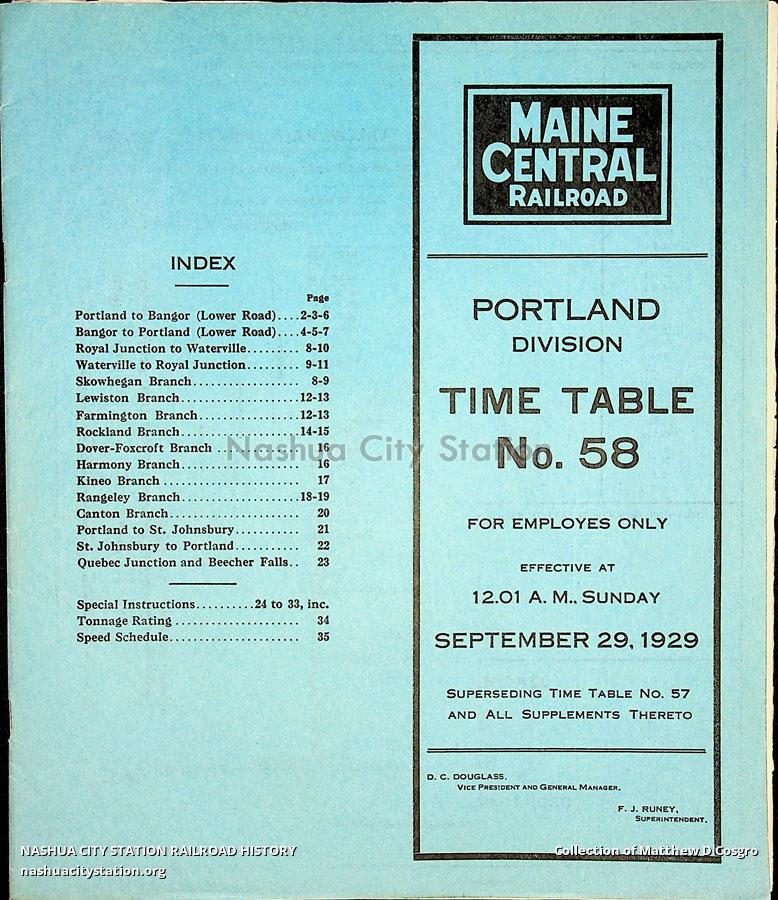 INDEX
Page
Portland to Bangor (Lower Road)....2-3-6
Bangor to Portland (Lower Road)....4-5-7
Royal Junction to Waterville......... 8-10
Waterville to Royal Junction......... 9-11
Skowhegan Branch................... 8-9
Lewiston Branch.....................12-13
Farmington Branch..................12-13
Rockland Branch.....................14-15
Dover-Foxcroft Branch .............. 16
Harmony Branch..................... 16
Kineo Branch ........................ 17
Rangeley Branch.....................18-19
Canton Branch....................... 20
Portland to St. Johnsbury........... 21
St. Johnsbury to Portland........... 22
Quebec Junction and Beecher Falls.. 23
Special Instructions..........24 to 33, inc.
Tonnage Rating ...................... 34
Speed Schedule....................... 35
MAINE
CENTRAL
RAILROAD
PORTLAND
DIVISION
TIME TABLE
No. 58
FOR EMPLOYES ONLY
EFFECTIVE AT
12.01 A. M., SUNDAY
SEPTEMBER 29, 1929
SUPERSEDING TIME TABLE NO. 57
AND ALL SUPPLEMENTS THERETO
D. C. DOUGLASS,
VICE PRESIDENT AND GENERAL MANAGER.
F. J. RUNEY,
SUPERINTENDENT.
Nashua City Station
NASHUA CITY STATION RAILROAD HISTORY
nashuacitystation.org
Collection of Matthew D.Cosgro